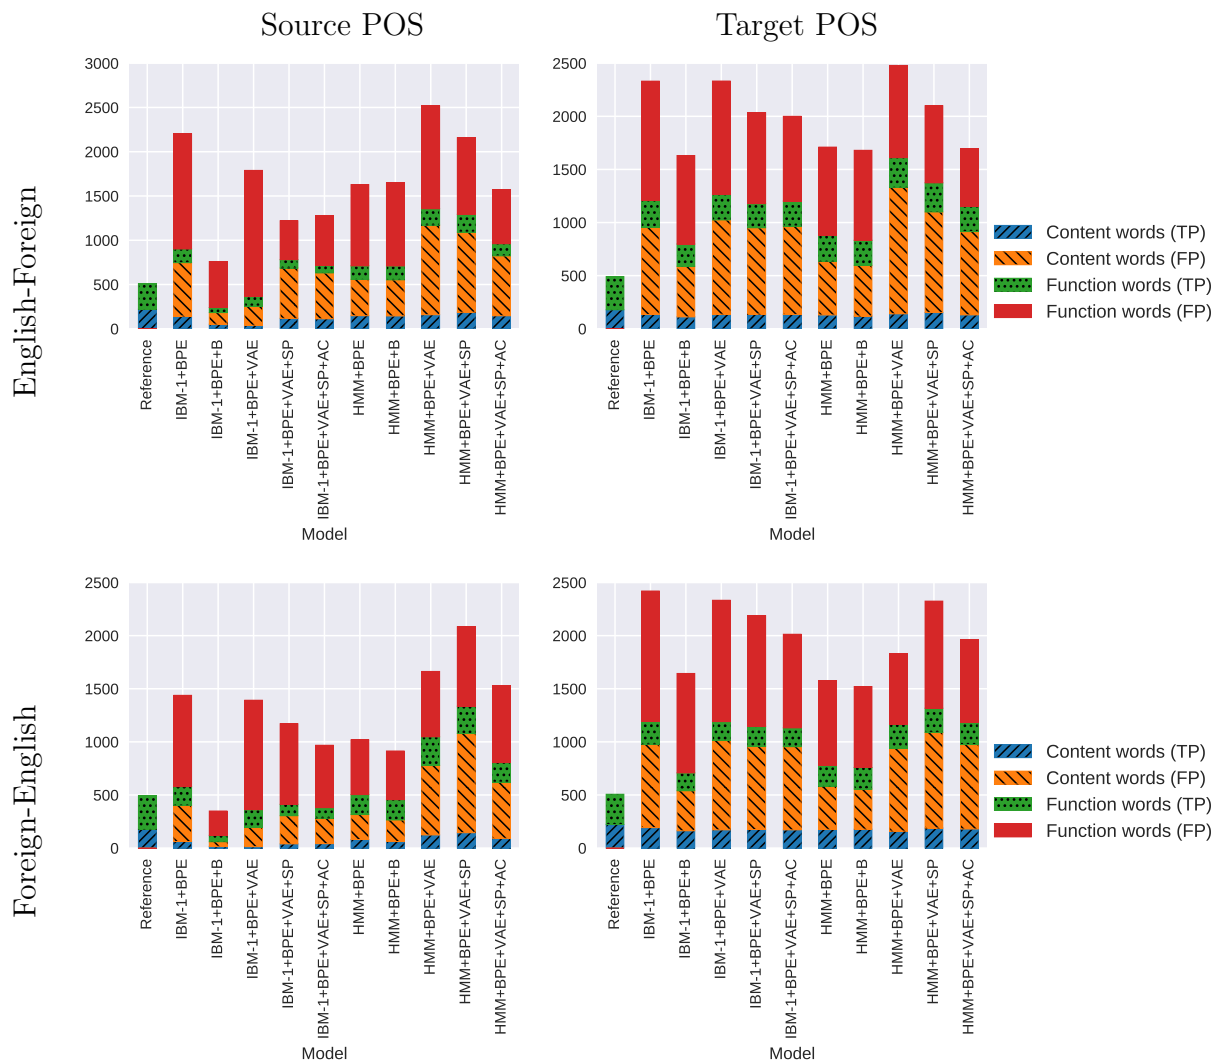 Source POS
Target POS
English-Foreign
3000
2500
2000
1500
1000
500
0
Reference
IBM-1+BPE
IBM-1+BPE+B
IBM-1+BPE+VAE
IBM-1+BPE+VAE+SP
IBM-1+BPE+VAE+SP+AC
HMM+BPE
HMM+BPE+B
HMM+BPE+VAE
HMM+BPE+VAE+SP
HMM+BPE+VAE+SP+AC
Model
2500
2000
1500
1000
500
0
Reference
IBM-1+BPE
IBM-1+BPE+B
IBM-1+BPE+VAE
IBM-1+BPE+VAE+SP
IBM-1+BPE+VAE+SP+AC
HMM+BPE
HMM+BPE+B
HMM+BPE+VAE
HMM+BPE+VAE+SP
HMM+BPE+VAE+SP+AC
Model
Content words (TP)
Content words (FP)
Function words (TP)
Function words (FP)
Foreign-English
2500
2000
1500
1000
500
0
Reference
IBM-1+BPE
IBM-1+BPE+B
IBM-1+BPE+VAE
IBM-1+BPE+VAE+SP
IBM-1+BPE+VAE+SP+AC
HMM+BPE
HMM+BPE+B
HMM+BPE+VAE
HMM+BPE+VAE+SP
HMM+BPE+VAE+SP+AC
Model
2500
2000
1500
1000
500
0
Reference
IBM-1+BPE
IBM-1+BPE+B
IBM-1+BPE+VAE
IBM-1+BPE+VAE+SP
IBM-1+BPE+VAE+SP+AC
HMM+BPE
HMM+BPE+B
HMM+BPE+VAE
HMM+BPE+VAE+SP
HMM+BPE+VAE+SP+AC
Model
Content words (TP)
Content words (FP)
Function words (TP)
Function words (FP)